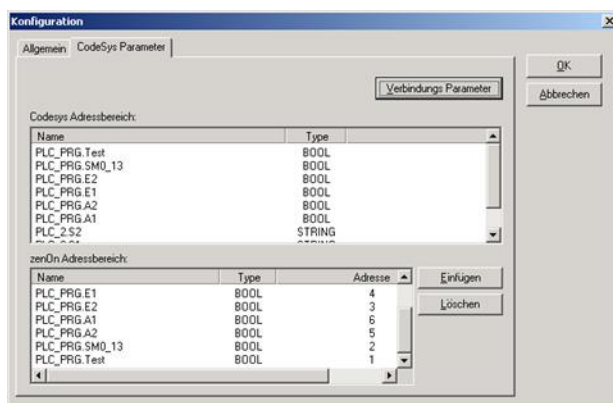 Konfiguration
Allgemein CodeSys Parameter
OK
Verbindungs Parameter
Abbrechen
Codesys Adressbereich:
Name Type
PLC_PRG.Test BOOL
PLC_PRG.SM0_13 BOOL
PLC_PRG.E2 BOOL
PLC_PRG.E1 BOOL
PLC_PRG.A2 BOOL
PLC_PRG.A1 BOOL
PLC_2.S2 STRING
zenOn Adressbereich:
Name Type Adresse
Einfügen
PLC_PRG.E1 BOOL 4
PLC_PRG.E2 BOOL 3
Löschen
PLC_PRG.A1 BOOL 6
PLC_PRG.A2 BOOL 5
PLC_PRG.SM0_13 BOOL 2
PLC_PRG.Test BOOL 1